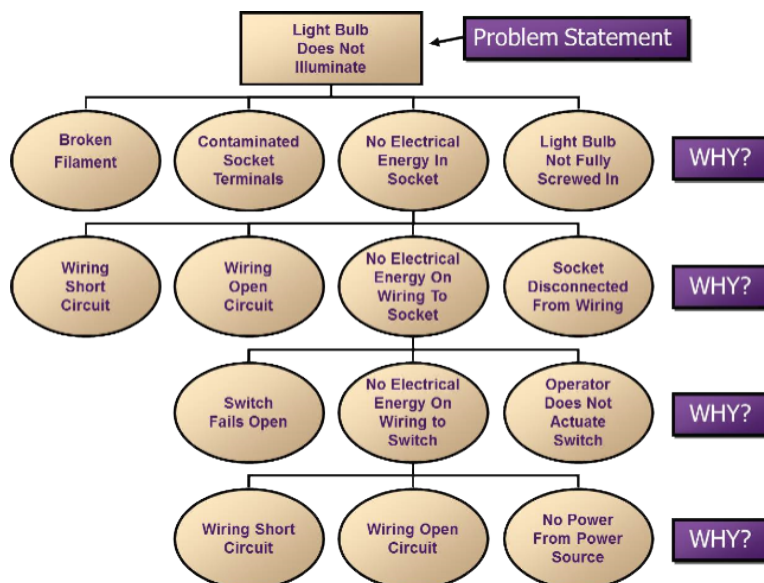 Light Bulb
Does Not
Illuminate
Problem Statement
Broken
Filament
Contaminated
Socket
Terminals
No Electrical
Energy In
Socket
Light Bulb
Not Fully
Screwed In
WHY?
Wiring
Short
Circuit
Wiring
Open
Circuit
No Electrical
Energy On
Wiring To
Socket
Socket
Disconnected
From Wiring
WHY?
Switch
Fails Open
No Electrical
Energy On
Wiring to
Switch
Operator
Does Not
Actuate
Switch
WHY?
Wiring Short
Circuit
Wiring Open
Circuit
No Power
From Power
Source
WHY?